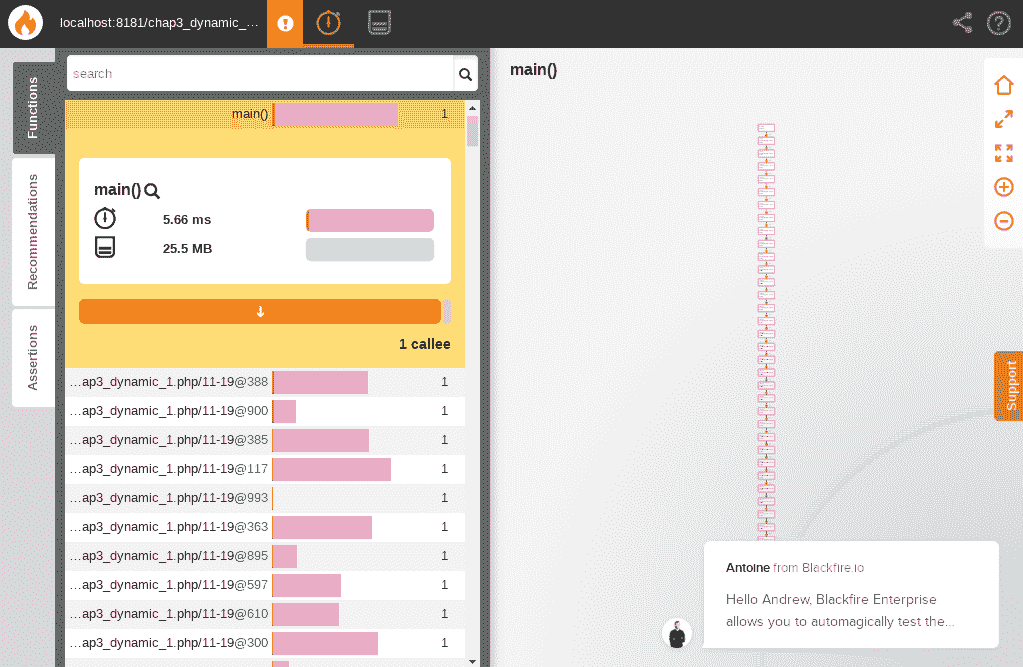 localhost:8181/chap3_dynamic_...
Functions
Recommendations
Assertions
search
main() 1
main()
5.66 ms
25.5 MB
1 callee
...ap3_dynamic_1.php/11-19@388 1
...ap3_dynamic_1.php/11-19@900 1
...ap3_dynamic_1.php/11-19@385 1
...ap3_dynamic_1.php/11-19@117 1
...ap3_dynamic_1.php/11-19@993 1
...ap3_dynamic_1.php/11-19@363 1
...ap3_dynamic_1.php/11-19@895 1
...ap3_dynamic_1.php/11-19@597 1
...ap3_dynamic_1.php/11-19@610 1
...ap3_dynamic_1.php/11-19@300 1
main()
Support
Antoine from Blackfire.io
Hello Andrew, Blackfire Enterprise
allows you to automagically test the...